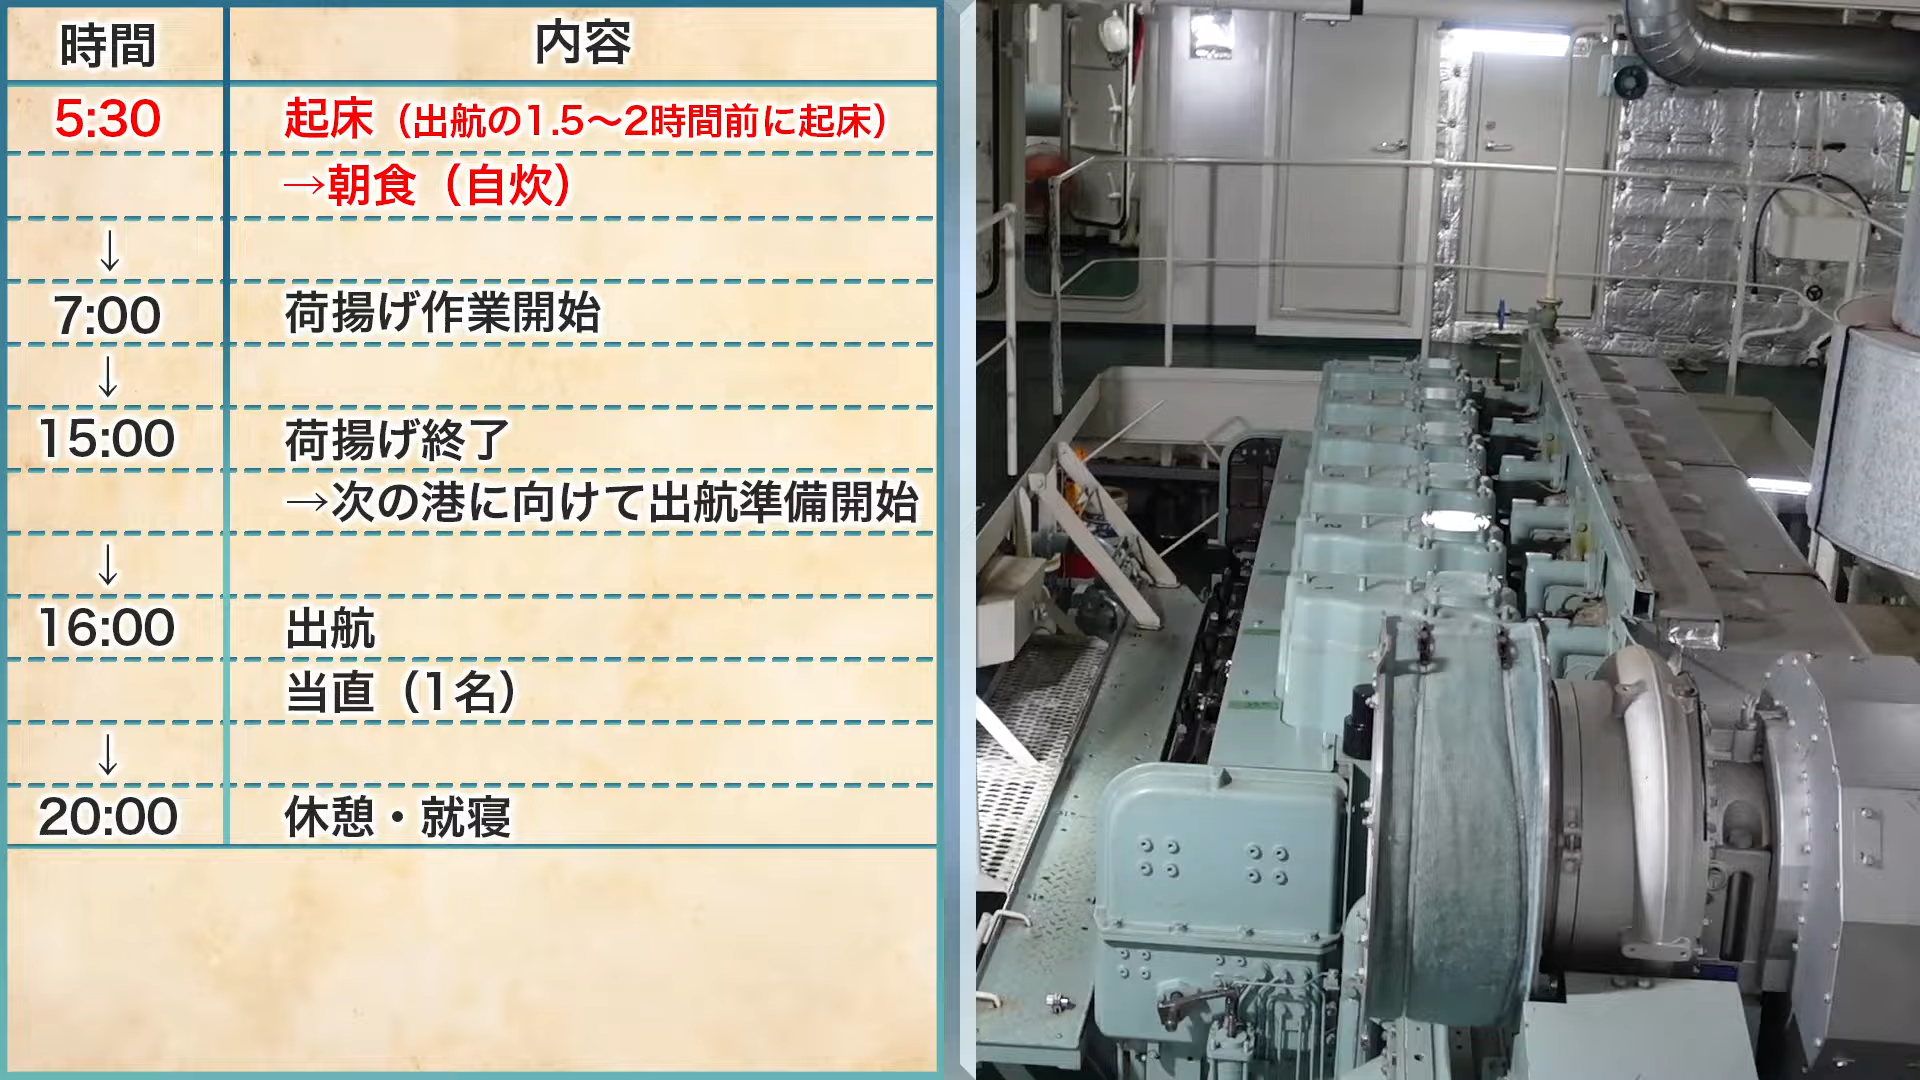 時間 内容
5:30 起床（出航の1.5〜2時間前に起床）
→朝食（自炊）
↓
7:00 荷揚げ作業開始
↓
15:00 荷揚げ終了
→次の港に向けて出航準備開始
↓
16:00 出航
当直（1名）
↓
20:00 休憩・就寝